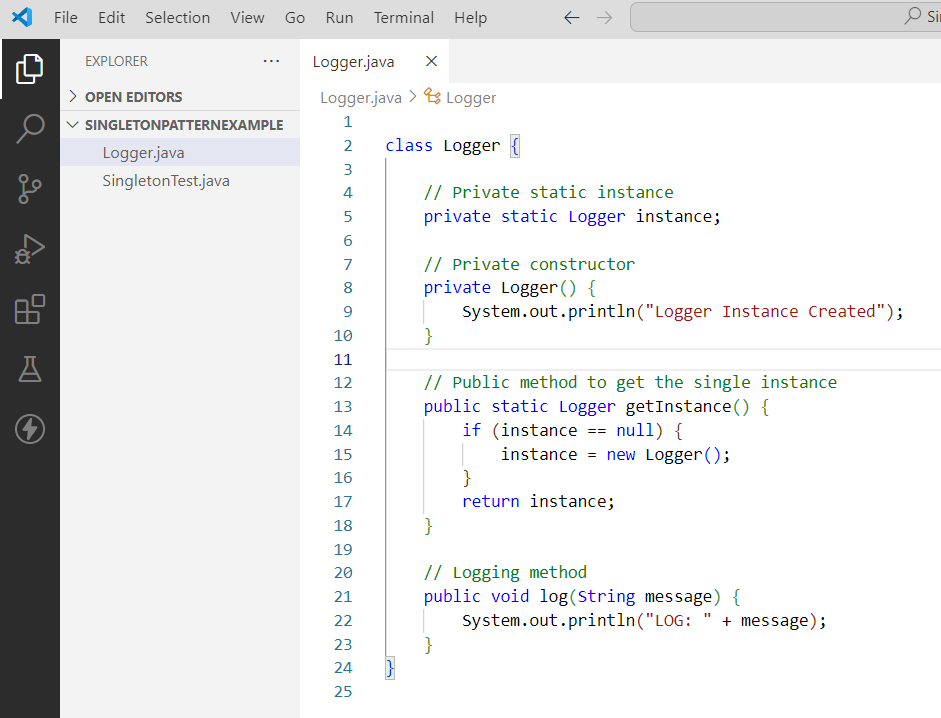 File Edit Selection View Go Run Terminal Help
EXPLORER
OPEN EDITORS
SINGLETONPATTERNEXAMPLE
Logger.java
SingletonTest.java
Logger.java
Logger.java > Logger
1
2 class Logger {
3
4     // Private static instance
5     private static Logger instance;
6
7     // Private constructor
8     private Logger() {
9         System.out.println("Logger Instance Created");
10     }
11
12     // Public method to get the single instance
13     public static Logger getInstance() {
14         if (instance == null) {
15             instance = new Logger();
16         }
17         return instance;
18     }
19
20     // Logging method
21     public void log(String message) {
22         System.out.println("LOG: " + message);
23     }
24 }
25